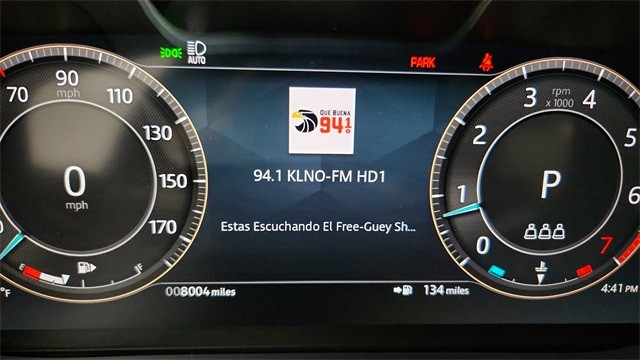 AUTO
PARK
70
90
mph
110
130
150
170
0
mph
E
F
°F
QUE BUENA
94.1
94.1 KLNO-FM HD1
Estas Escuchando El Free-Guey Sh...
008004 miles
134 miles
rpm
x 1000
0
1
2
3
4
5
6
7
P
4:41 PM